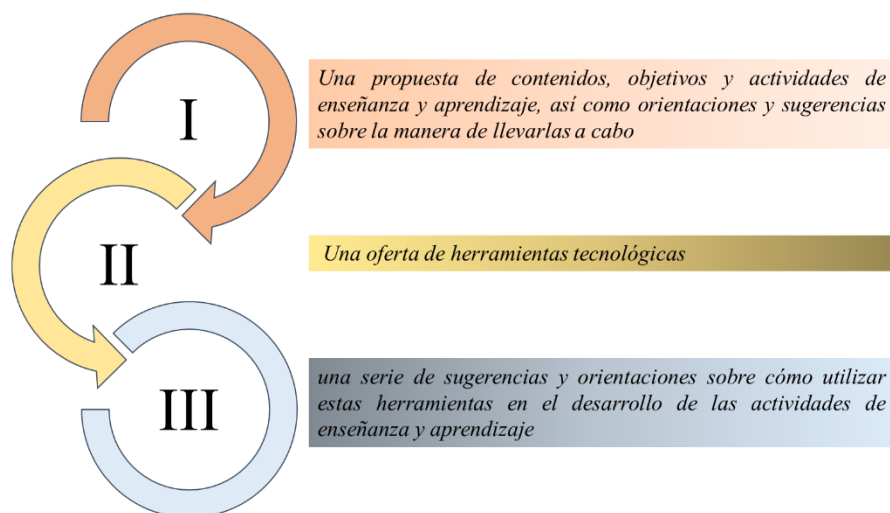 I
Una propuesta de contenidos, objetivos y actividades de
enseñanza y aprendizaje, así como orientaciones y sugerencias
sobre la manera de llevarlas a cabo
II
Una oferta de herramientas tecnológicas
III
una serie de sugerencias y orientaciones sobre cómo utilizar
estas herramientas en el desarrollo de las actividades de
enseñanza y aprendizaje